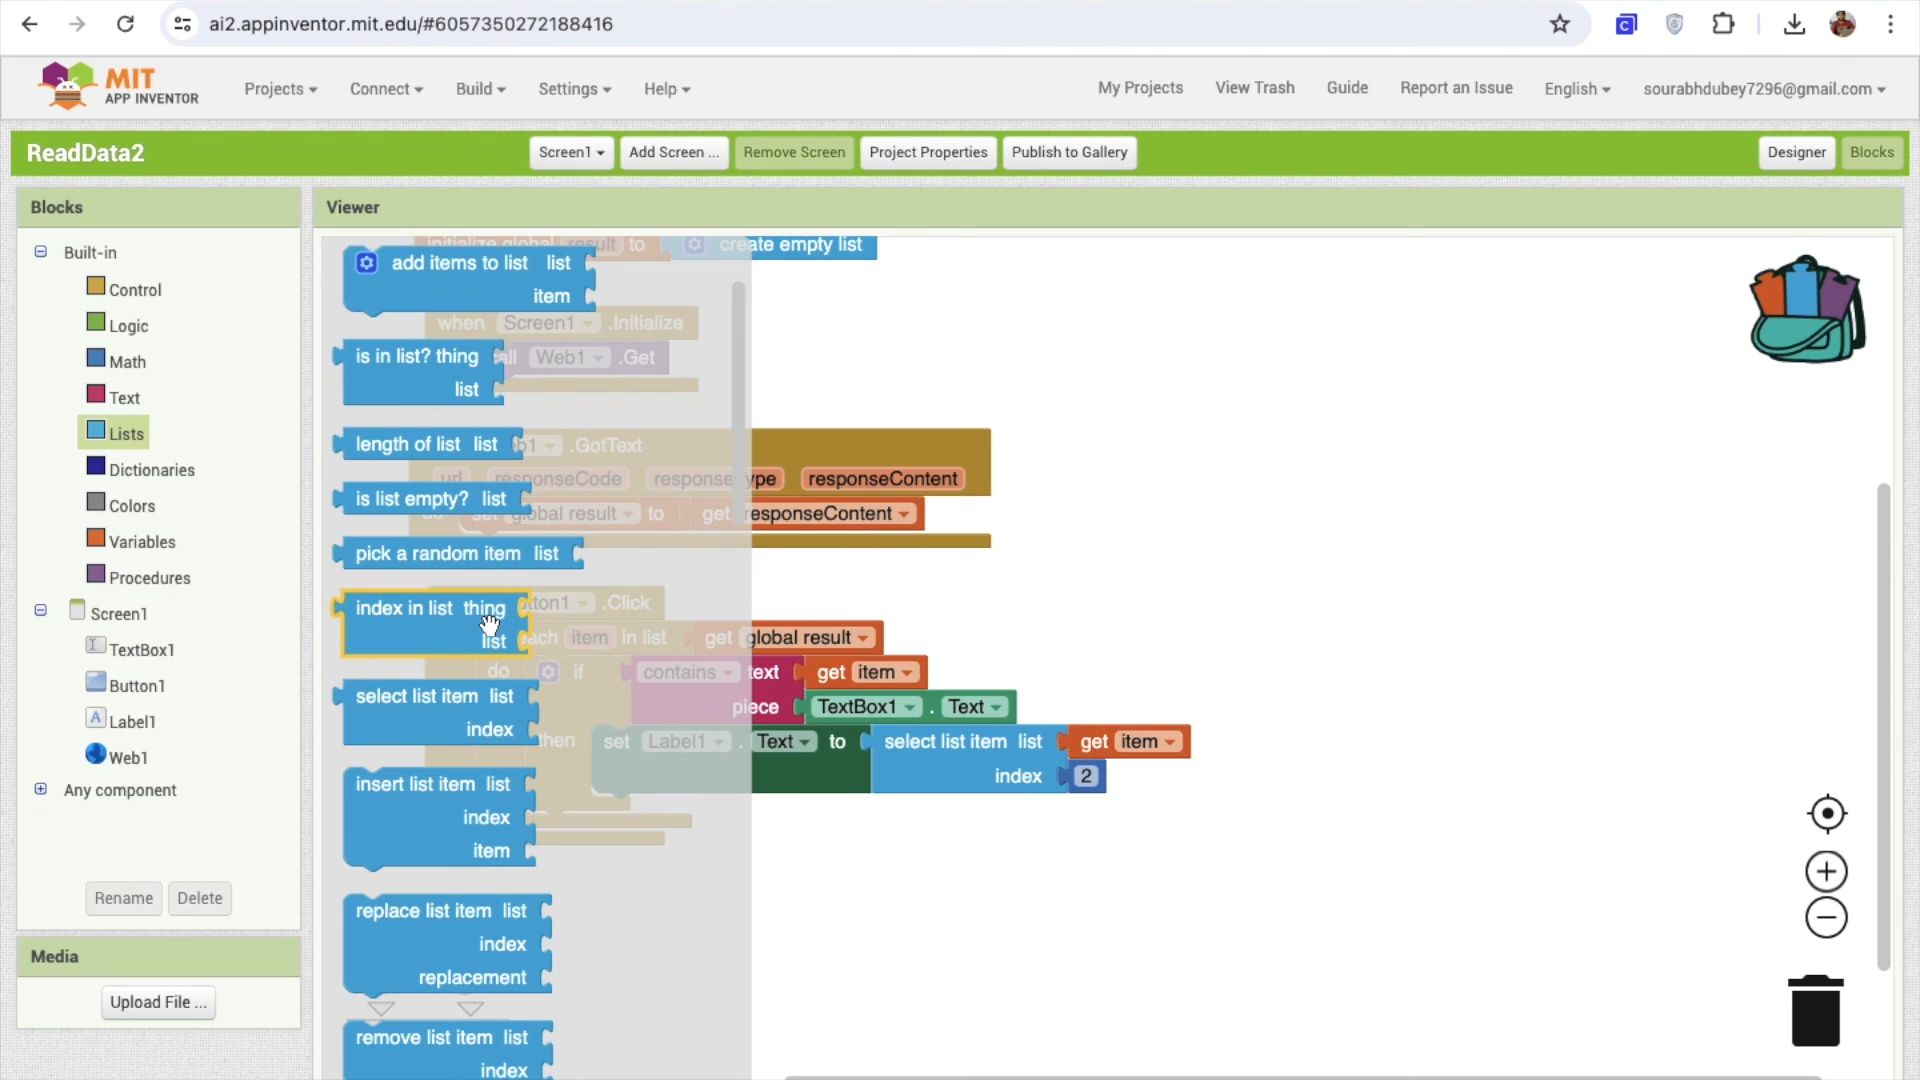 ai2.appinventor.mit.edu/#6057350272188416
MIT
APP INVENTOR
Projects Connect Build Settings Help My Projects View Trash Guide Report an Issue English sourabhdubey7296@gmail.com
ReadData2 Screen1 Add Screen ... Remove Screen Project Properties Publish to Gallery Designer Blocks
Blocks
Built-in
Control
Logic
Math
Text
Lists
Dictionaries
Colors
Variables
Procedures
Screen1
TextBox1
Button1
Label1
Web1
Any component
Rename Delete
Media
Upload File ...
Viewer
initialize global result to create empty list
add items to list list
item
when Screen1 .Initialize
is in list? thing
Web1 .Get
list
length of list list
.GotText
url responseCode responseType responseContent
is list empty? list
set global result to get responseContent
pick a random item list
.Click
index in list thing
list
item in list get global result
do if contains text get item
piece TextBox1 . Text
select list item list
index
then set Label1 . Text to select list item list get item
index 2
insert list item list
index
item
replace list item list
index
replacement
remove list item list
index